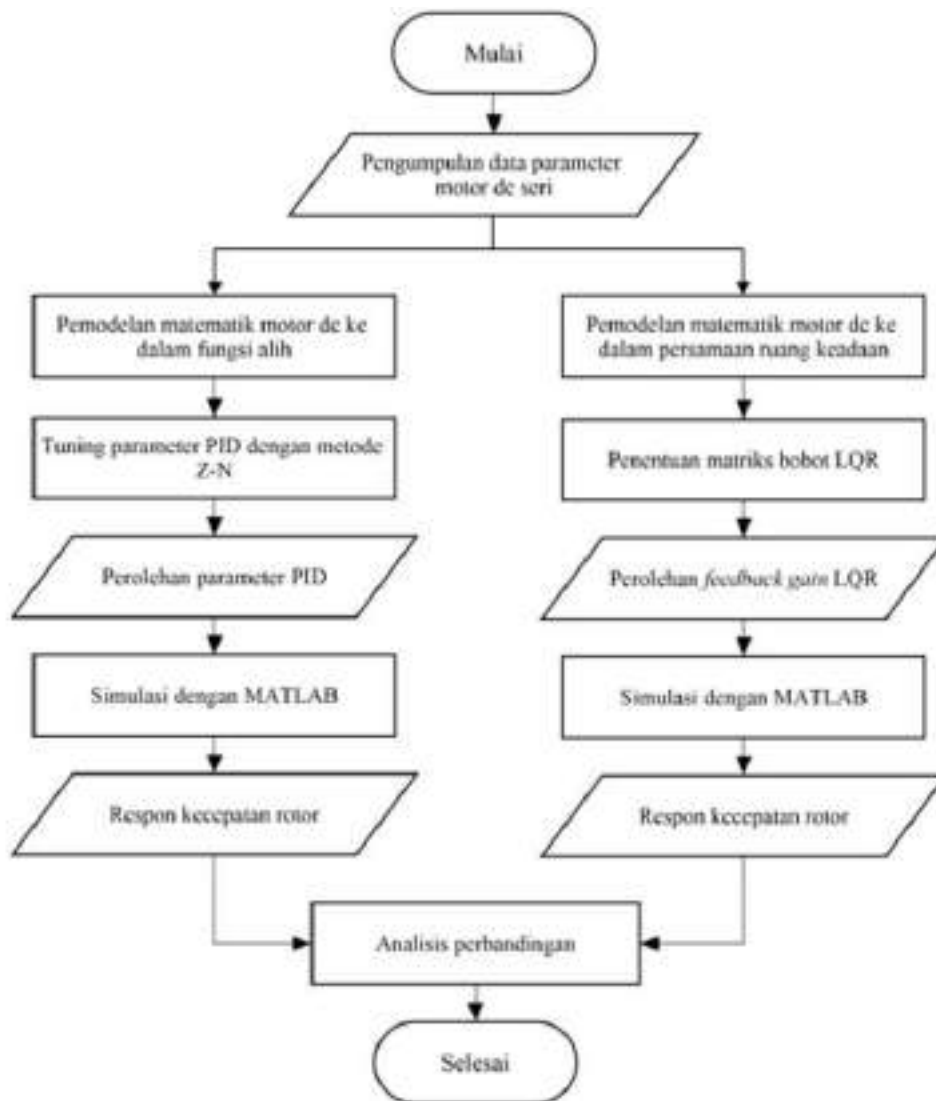 Mulai
Pengumpulan data parameter
motor dc seri
Pemodelan matematik motor dc ke
dalam fungsi alih
Tuning parameter PID dengan metode
Z-N
Perolehan parameter PID
Simulasi dengan MATLAB
Respon kecepatan rotor
Pemodelan matematik motor dc ke
dalam persamaan ruang keadaan
Penentuan matriks bobot LQR
Perolehan feedback gain LQR
Simulasi dengan MATLAB
Respon kecepatan rotor
Analisis perbandingan
Selesai